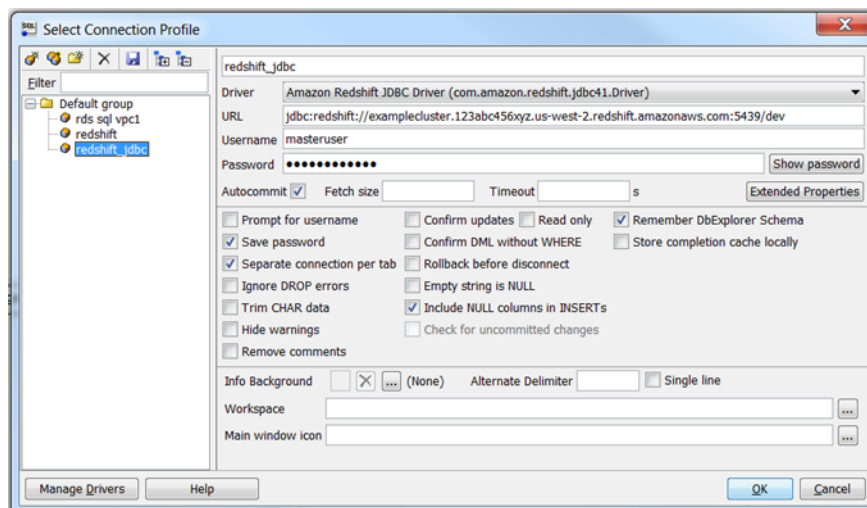 SQL Select Connection Profile
Filter
Default group
rds sql vpc1
redshift
redshift_jdbc
redshift_jdbc
Driver Amazon Redshift JDBC Driver (com.amazon.redshift.jdbc41.Driver)
URL jdbc:redshift://examplecluster.123abc456xyz.us-west-2.redshift.amazonaws.com:5439/dev
Username masteruser
Password ●●●●●●●●●●●● Show password
Autocommit Fetch size Timeout s Extended Properties
Prompt for username Confirm updates Read only Remember DbExplorer Schema
Save password Confirm DML without WHERE Store completion cache locally
Separate connection per tab Rollback before disconnect
Ignore DROP errors Empty string is NULL
Trim CHAR data Include NULL columns in INSERTs
Hide warnings Check for uncommitted changes
Remove comments
Info Background ... (None) Alternate Delimiter Single line
Workspace ...
Main window icon ...
Manage Drivers Help OK Cancel